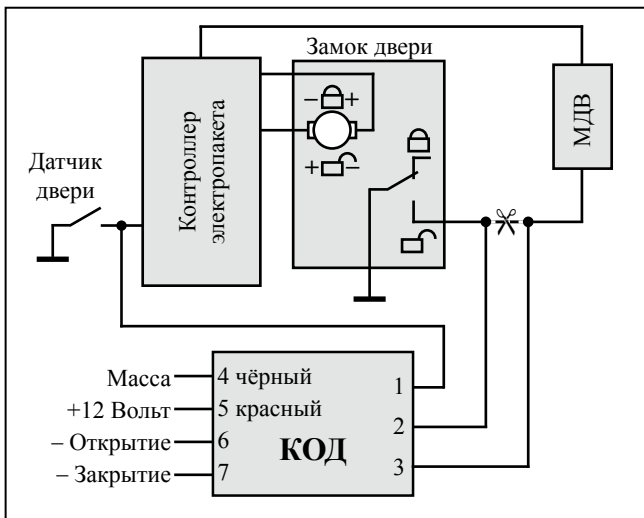 Замок двери
– +
+ –
Контроллер
электропакета
МДВ
Датчик
двери
Масса
+12 Вольт
– Открытие
– Закрытие
4 чёрный
5 красный
6
7
КОД
1
2
3